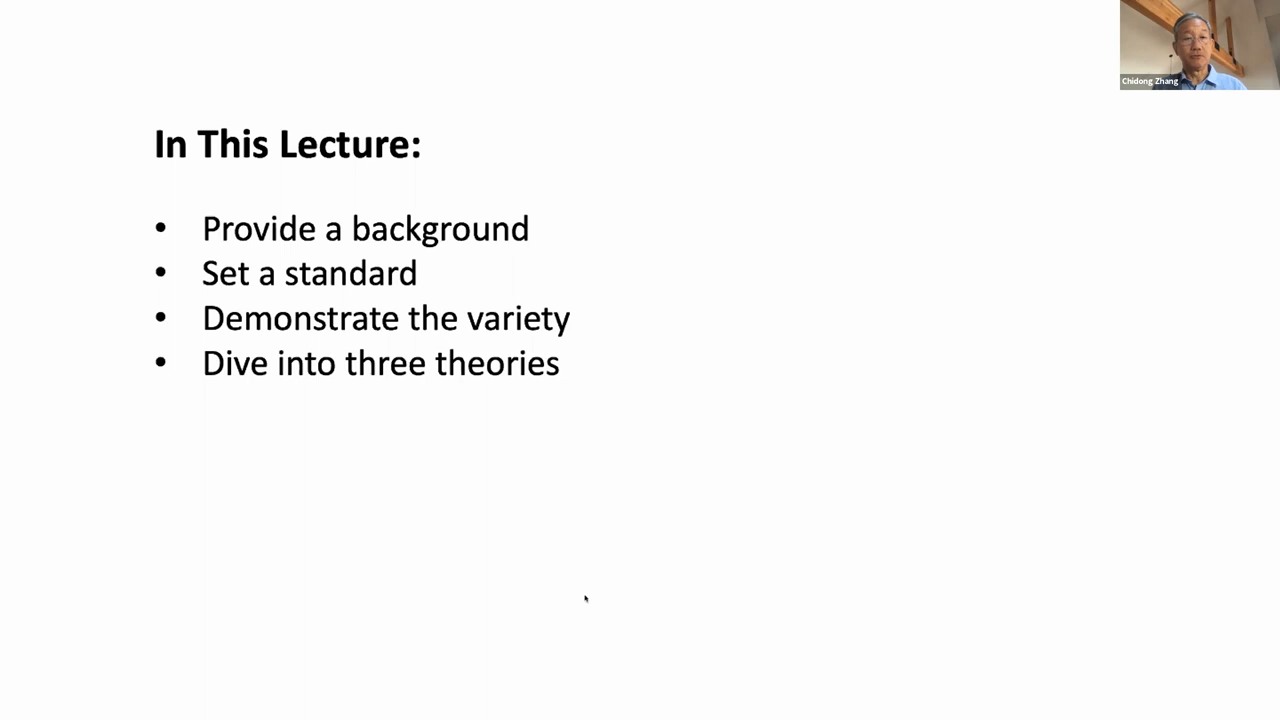 Chidong Zhang
In This Lecture:
• Provide a background
• Set a standard
• Demonstrate the variety
• Dive into three theories